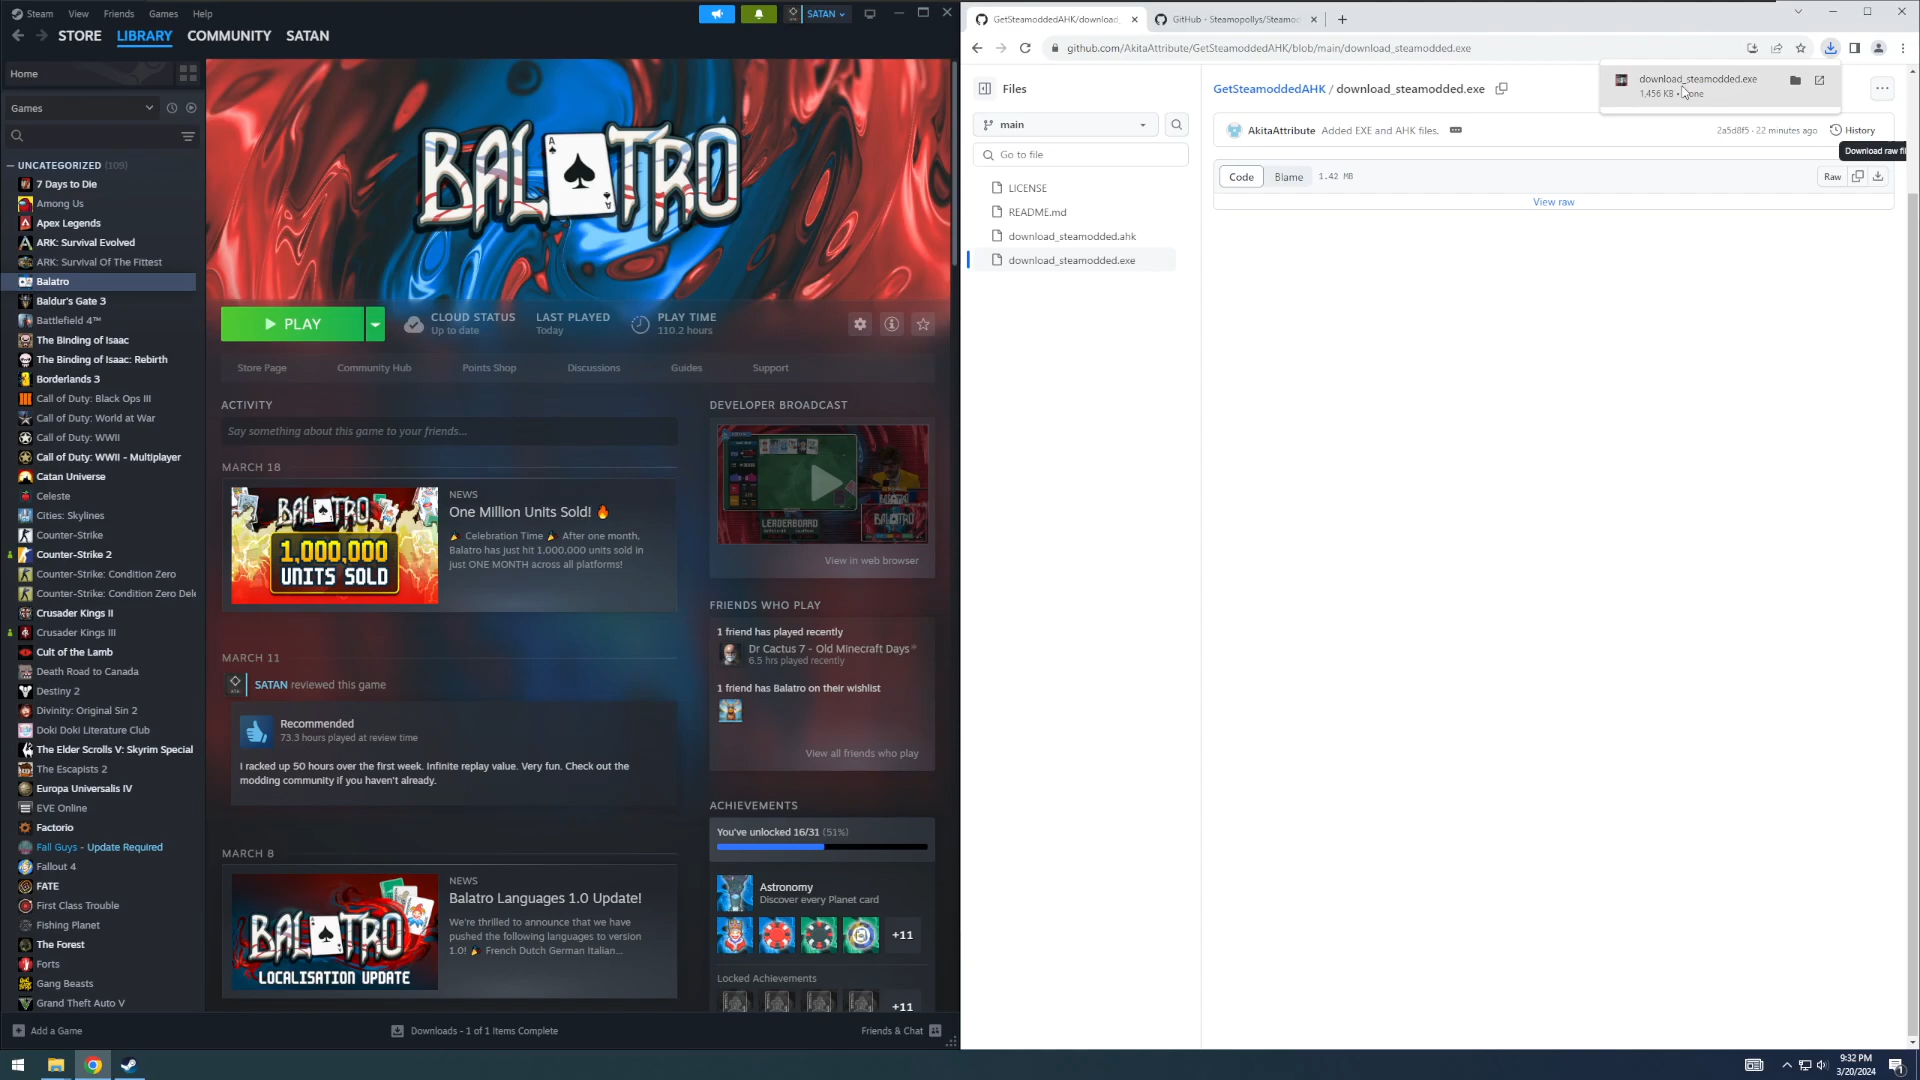 Steam View Friends Games Help
SATAN
STORE LIBRARY COMMUNITY SATAN
Home
Games
UNCATEGORIZED (109)
7 Days to Die
Among Us
Apex Legends
ARK: Survival Evolved
ARK: Survival Of The Fittest
Balatro
Baldur's Gate 3
Battlefield 4™
The Binding of Isaac
The Binding of Isaac: Rebirth
Borderlands 3
Call of Duty: Black Ops III
Call of Duty: World at War
Call of Duty: WWII
Call of Duty: WWII - Multiplayer
Catan Universe
Celeste
Cities: Skylines
Counter-Strike
Counter-Strike 2
Counter-Strike: Condition Zero
Counter-Strike: Condition Zero Dele
Crusader Kings II
Crusader Kings III
Cult of the Lamb
Death Road to Canada
Destiny 2
Divinity: Original Sin 2
Doki Doki Literature Club
The Elder Scrolls V: Skyrim Special
The Escapists 2
Europa Universalis IV
EVE Online
Factorio
Fall Guys - Update Required
Fallout 4
FATE
First Class Trouble
Fishing Planet
The Forest
Forts
Gang Beasts
Grand Theft Auto V
Add a Game
BALATRO
A
PLAY
CLOUD STATUS
Up to date
LAST PLAYED
Today
PLAY TIME
110.2 hours
Store Page Community Hub Points Shop Discussions Guides Support
ACTIVITY
Say something about this game to your friends...
MARCH 18
BALATRO
1,000,000
UNITS SOLD
NEWS
One Million Units Sold! 🔥
🎉 Celebration Time 🎉 After one month,
Balatro has just hit 1,000,000 units sold in
just ONE MONTH across all platforms!
MARCH 11
SATAN reviewed this game
Recommended
73.3 hours played at review time
I racked up 50 hours over the first week. Infinite replay value. Very fun. Check out the
modding community if you haven't already.
MARCH 8
BALATRO
LOCALISATION UPDATE
NEWS
Balatro Languages 1.0 Update!
We're thrilled to announce that we have
pushed the following languages to version
1.0! 🎉 French Dutch German Italian...
DEVELOPER BROADCAST
LEADERBOARD
BALATRO
View in web browser
FRIENDS WHO PLAY
1 friend has played recently
Dr Cactus 7 - Old Minecraft Days*
6.5 hrs played recently
1 friend has Balatro on their wishlist
View all friends who play
ACHIEVEMENTS
You've unlocked 16/31 (51%)
Astronomy
Discover every Planet card
+11
Locked Achievements
+11
Downloads - 1 of 1 Items Complete
Friends & Chat
GetSteamoddedAHK/download_
GitHub - Steamopollys/Steamod
github.com/AkitaAttribute/GetSteamoddedAHK/blob/main/download_steamodded.exe
download_steamodded.exe
1,456 KB •
Files
main
Go to file
LICENSE
README.md
download_steamodded.ahk
download_steamodded.exe
GetSteamoddedAHK / download_steamodded.exe
AkitaAttribute Added EXE and AHK files.
2a5d8f5 · 22 minutes ago History
Download raw fil
Code Blame 1.42 MB
Raw
View raw
9:32 PM
3/20/2024
1